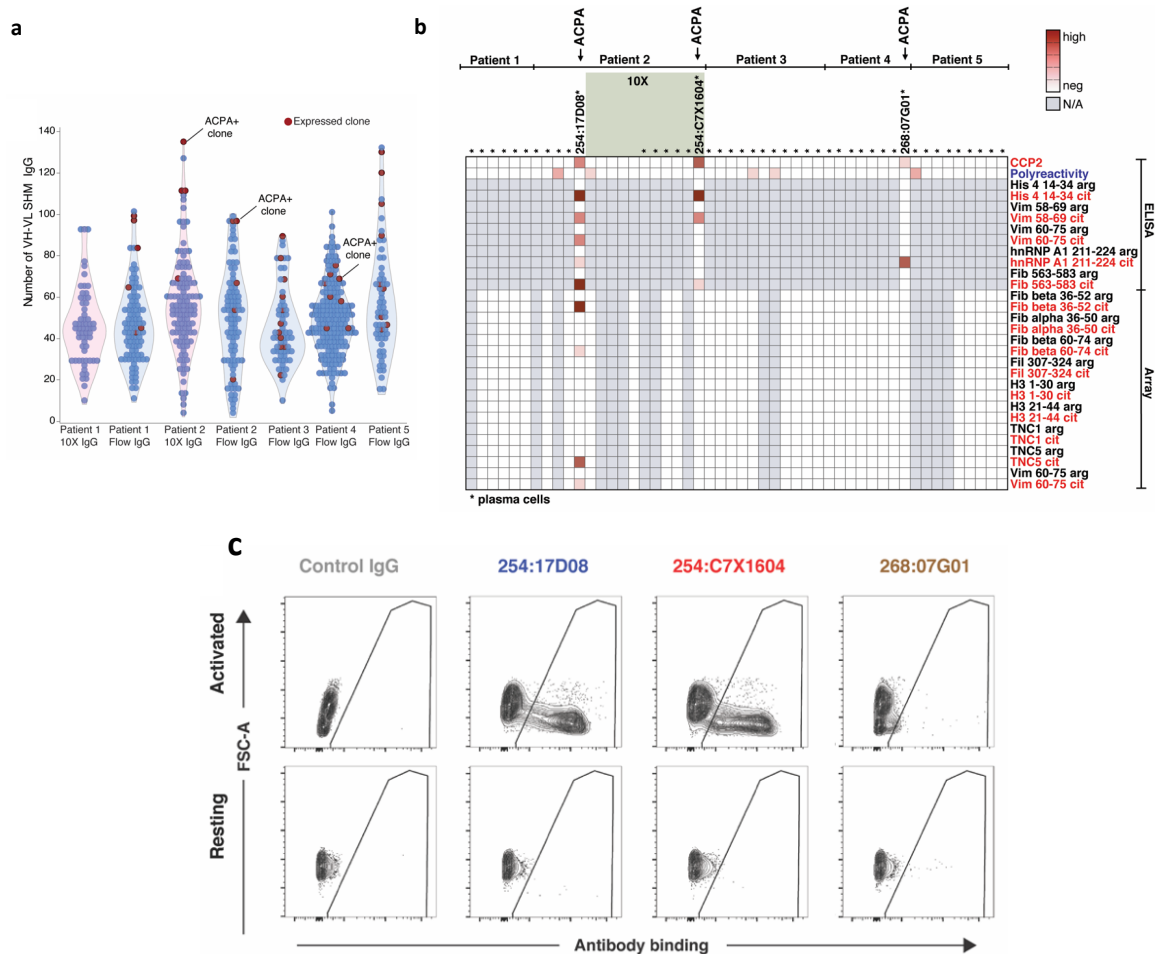 a
Number of VH-VL SHM IgG
140
120
100
80
60
40
20
0
ACPA+
clone
Expressed clone
ACPA+
clone
ACPA+
clone
Patient 1
10X IgG
Patient 1
Flow IgG
Patient 2
10X IgG
Patient 2
Flow IgG
Patient 3
Flow IgG
Patient 4
Flow IgG
Patient 5
Flow IgG
b
ACPA
ACPA
ACPA
Patient 1
Patient 2
Patient 3
Patient 4
Patient 5
10X
high
neg
N/A
254:17D08*
254:C7X1604*
268:07G01*
* * * * * * * * * * * * * * * * * * * * * * * * * * * * * * * * * * *
CCP2
Polyreactivity
His 4 14-34 arg
His 4 14-34 cit
Vim 58-69 arg
Vim 58-69 cit
Vim 60-75 arg
Vim 60-75 cit
hnRNP A1 211-224 arg
hnRNP A1 211-224 cit
Fib 563-583 arg
Fib 563-583 cit
Fib beta 36-52 arg
Fib beta 36-52 cit
Fib alpha 36-50 arg
Fib alpha 36-50 cit
Fib beta 60-74 arg
Fib beta 60-74 cit
Fil 307-324 arg
Fil 307-324 cit
H3 1-30 arg
H3 1-30 cit
H3 21-44 arg
H3 21-44 cit
TNC1 arg
TNC1 cit
TNC5 arg
TNC5 cit
Vim 60-75 arg
Vim 60-75 cit
ELISA
Array
* plasma cells
c
Control IgG
254:17D08
254:C7X1604
268:07G01
Activated
FSC-A
Resting
Antibody binding